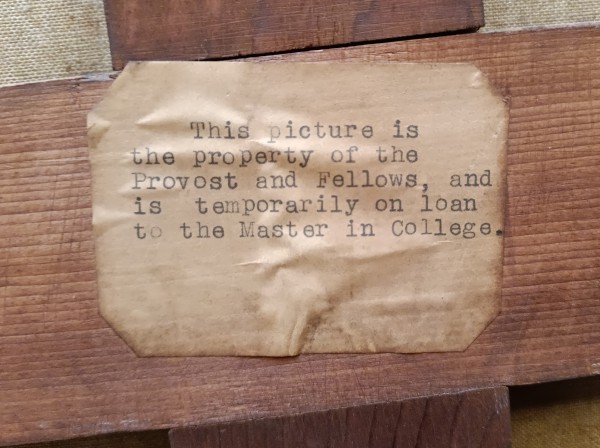 This picture is
the property of the
Provost and Fellows, and
is temporarily on loan
to the Master in College.